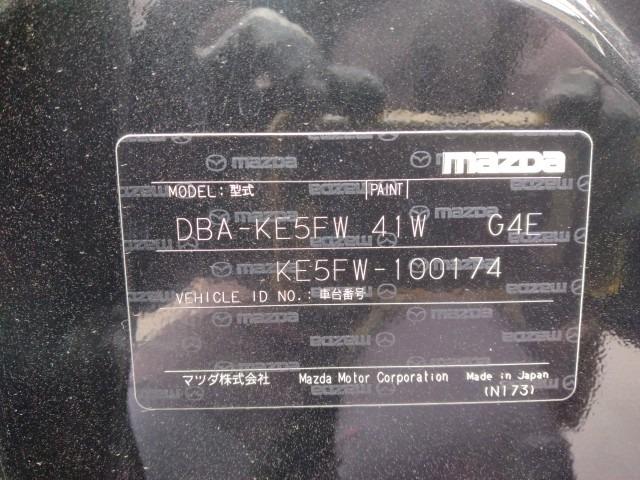 mazda
MODEL: 型式 PAINT
DBA-KE5FW 41W G4E
KE5FW-100174
VEHICLE ID NO.: 車台番号
マツダ株式会社 Mazda Motor Corporation Made in Japan
(N173)